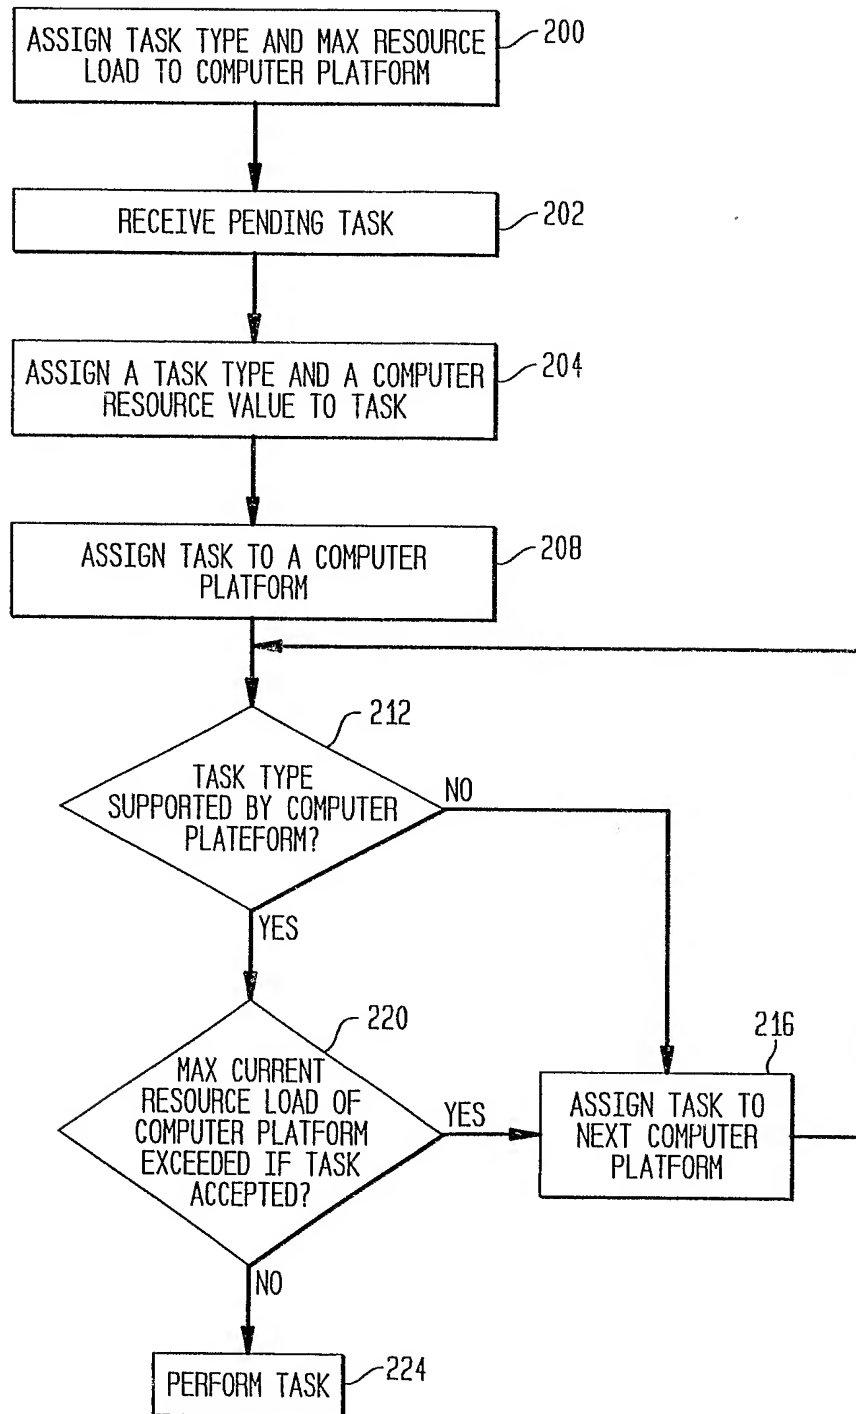 ASSIGN TASK TYPE AND MAX RESOURCE
LOAD TO COMPUTER PLATFORM
200
RECEIVE PENDING TASK
202
ASSIGN A TASK TYPE AND A COMPUTER
RESOURCE VALUE TO TASK
204
ASSIGN TASK TO A COMPUTER
PLATFORM
208
212
TASK TYPE
SUPPORTED BY COMPUTER
PLATEFORM?
NO
YES
220
MAX CURRENT
RESOURCE LOAD OF
COMPUTER PLATFORM
EXCEEDED IF TASK
ACCEPTED?
YES
NO
216
ASSIGN TASK TO
NEXT COMPUTER
PLATFORM
PERFORM TASK
224